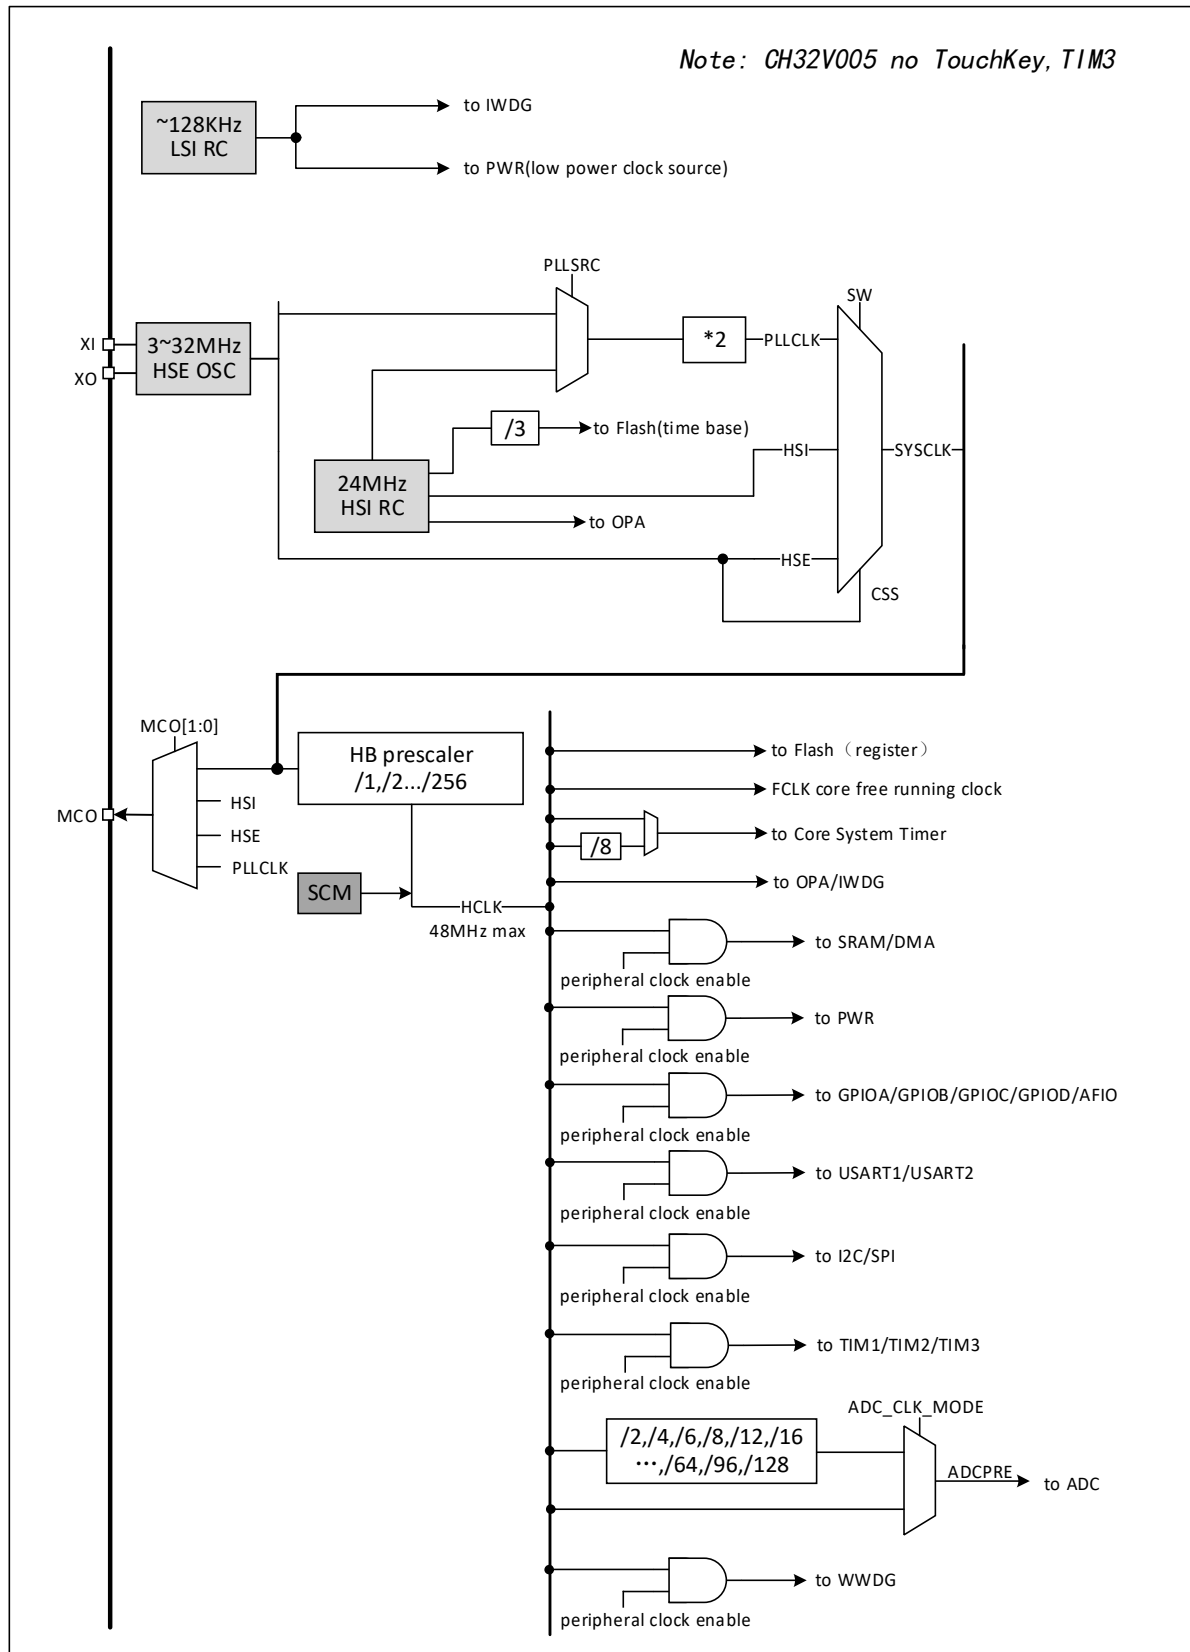 Note: CH32V005 no TouchKey, TIM3
~128KHz
LSI RC
to IWDG
to PWR(low power clock source)
PLLSRC
SW
XI
XO
3~32MHz
HSE OSC
*2
PLLCLK
/3
to Flash(time base)
24MHz
HSI RC
HSI
SYSCLK
to OPA
HSE
CSS
MCO[1:0]
HB prescaler
/1,/2.../256
HSI
HSE
PLLCLK
MCO
SCM
HCLK
48MHz max
to Flash（register）
FCLK core free running clock
/8
to Core System Timer
to OPA/IWDG
to SRAM/DMA
peripheral clock enable
to PWR
peripheral clock enable
to GPIOA/GPIOB/GPIOC/GPIOD/AFIO
peripheral clock enable
to USART1/USART2
peripheral clock enable
to I2C/SPI
peripheral clock enable
to TIM1/TIM2/TIM3
peripheral clock enable
ADC_CLK_MODE
/2,/4,/6,/8,/12,/16
…,/64,/96,/128
ADCPRE
to ADC
to WWDG
peripheral clock enable